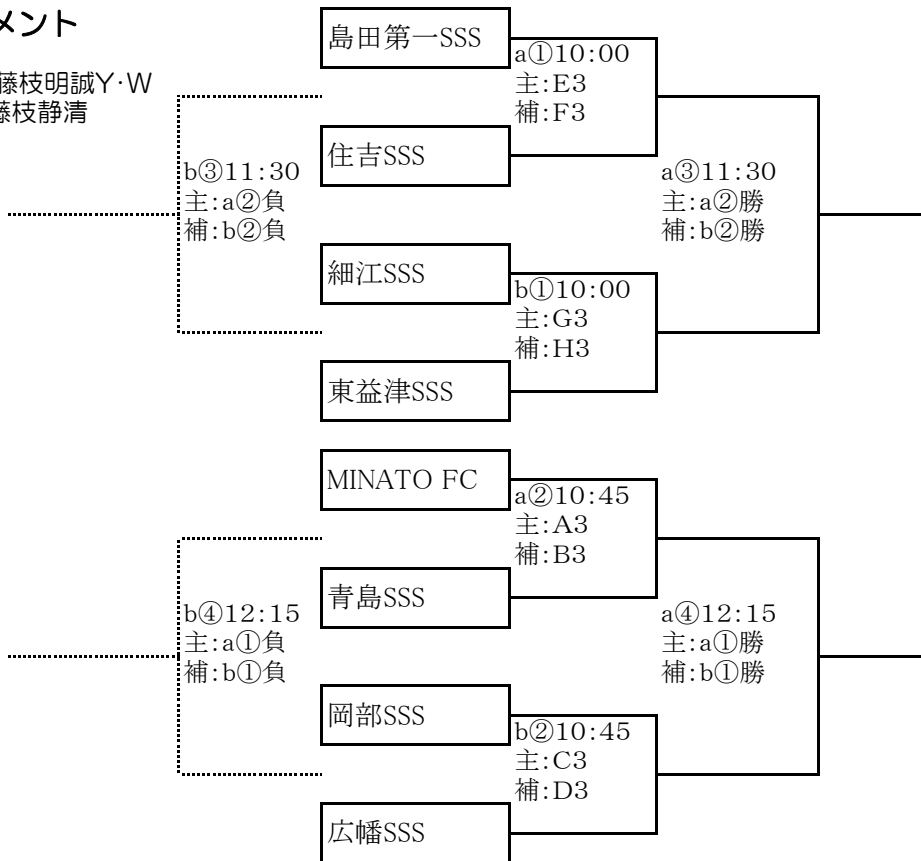 メント
藤枝明誠Y・W
藤枝静清
島田第一SSS
a①10:00
主:E3
補:F3
住吉SSS
b③11:30
主:a②負
補:b②負
a③11:30
主:a②勝
補:b②勝
細江SSS
b①10:00
主:G3
補:H3
東益津SSS
MINATO FC
a②10:45
主:A3
補:B3
青島SSS
b④12:15
主:a①負
補:b①負
a④12:15
主:a①勝
補:b①勝
岡部SSS
b②10:45
主:C3
補:D3
広幡SSS